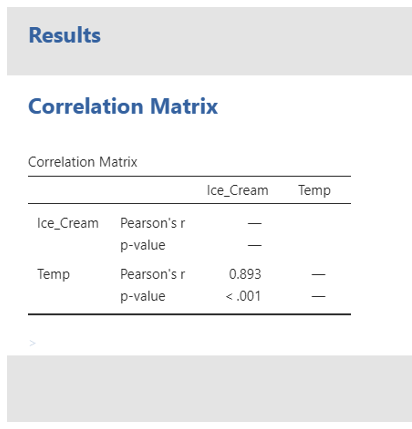 Results
Correlation Matrix
Correlation Matrix
Ice_Cream Temp
Ice_Cream Pearson's r —
p-value —
Temp Pearson's r 0.893 —
p-value < .001 —
>